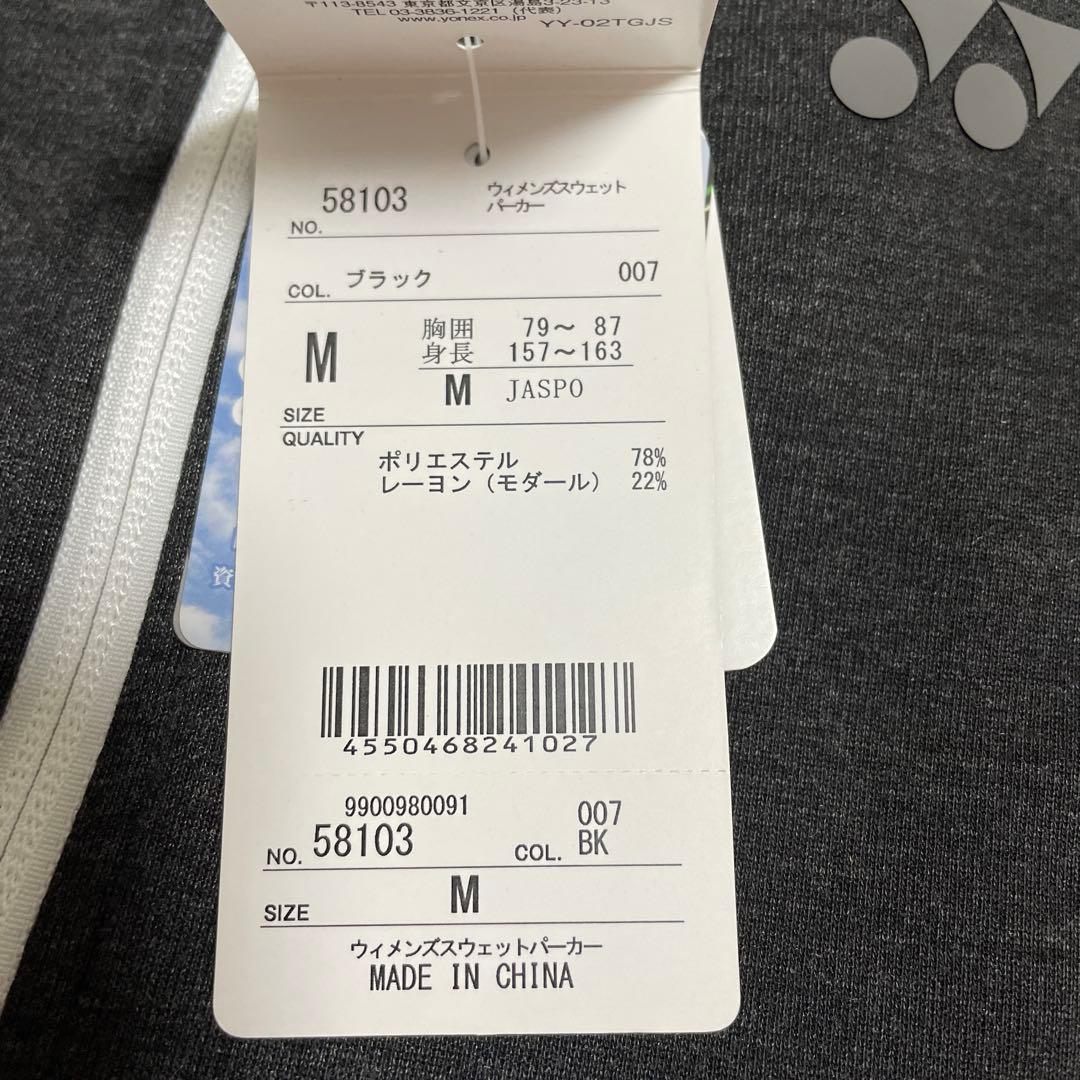 〒113-8543 東京都文京区湯島3-23-13
TEL 03-3836-1221 (代表)
www.yonex.co.jp
YY-02TGJS
58103 ウィメンズスウェット
パーカー
NO.
COL. ブラック 007
M 胸囲 79～ 87
身長 157～163
M JASPO
SIZE
QUALITY
ポリエステル 78%
レーヨン（モダール） 22%
資
4550468241027
9900980091 007
NO. 58103 COL. BK
SIZE M
ウィメンズスウェットパーカー
MADE IN CHINA